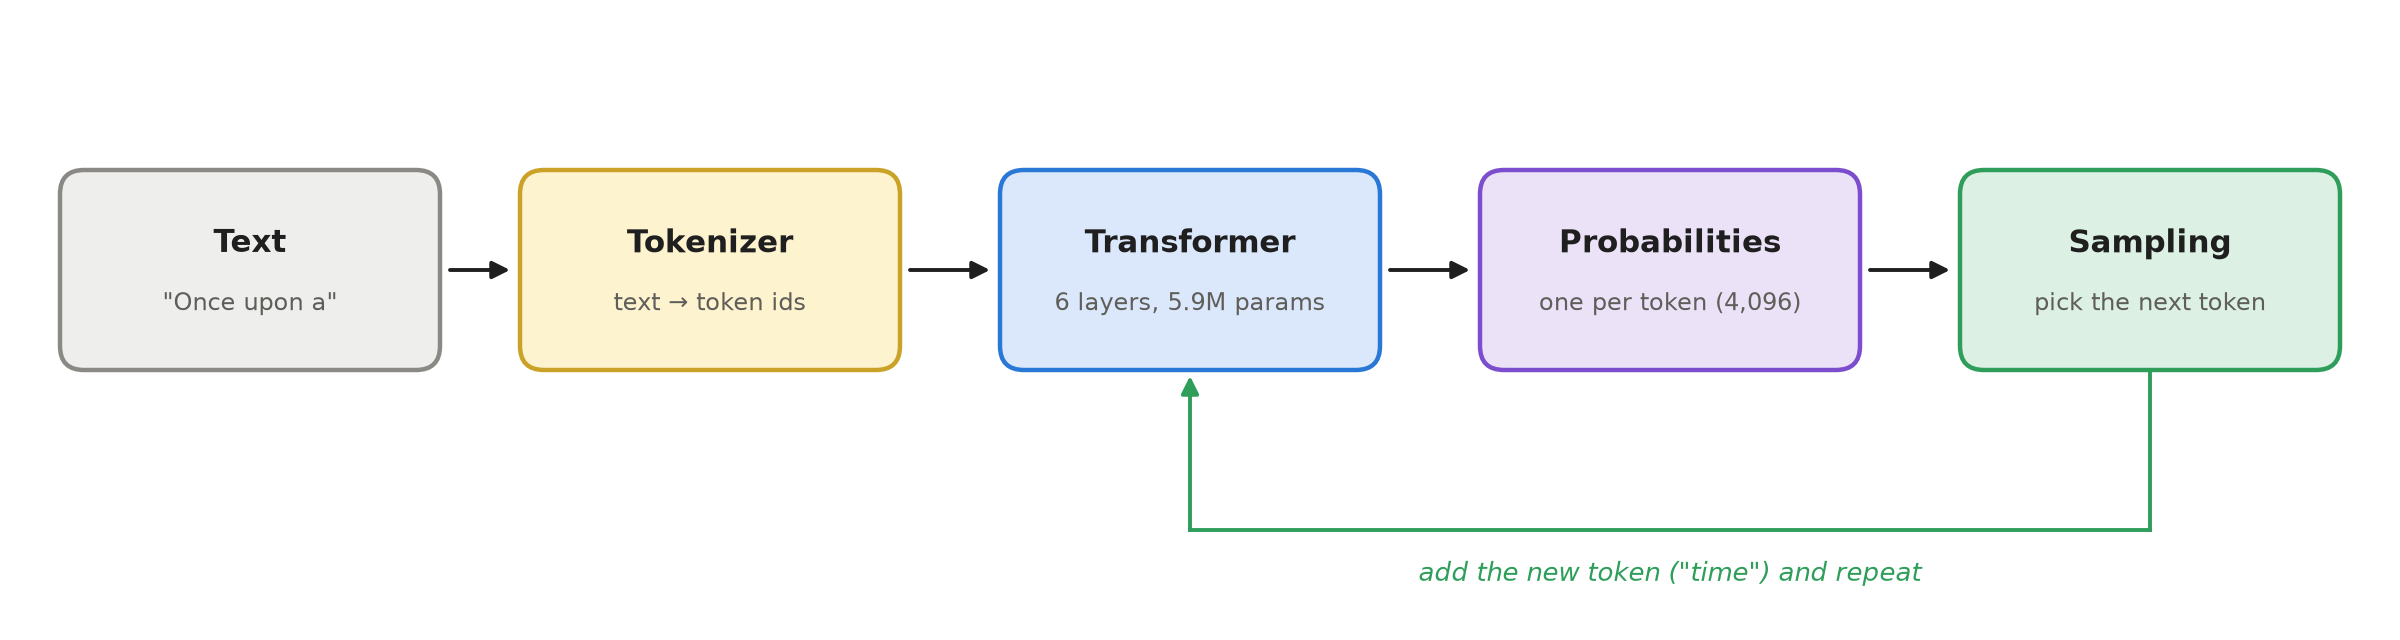 Text
"Once upon a"
Tokenizer
text → token ids
Transformer
6 layers, 5.9M params
Probabilities
one per token (4,096)
Sampling
pick the next token
add the new token ("time") and repeat